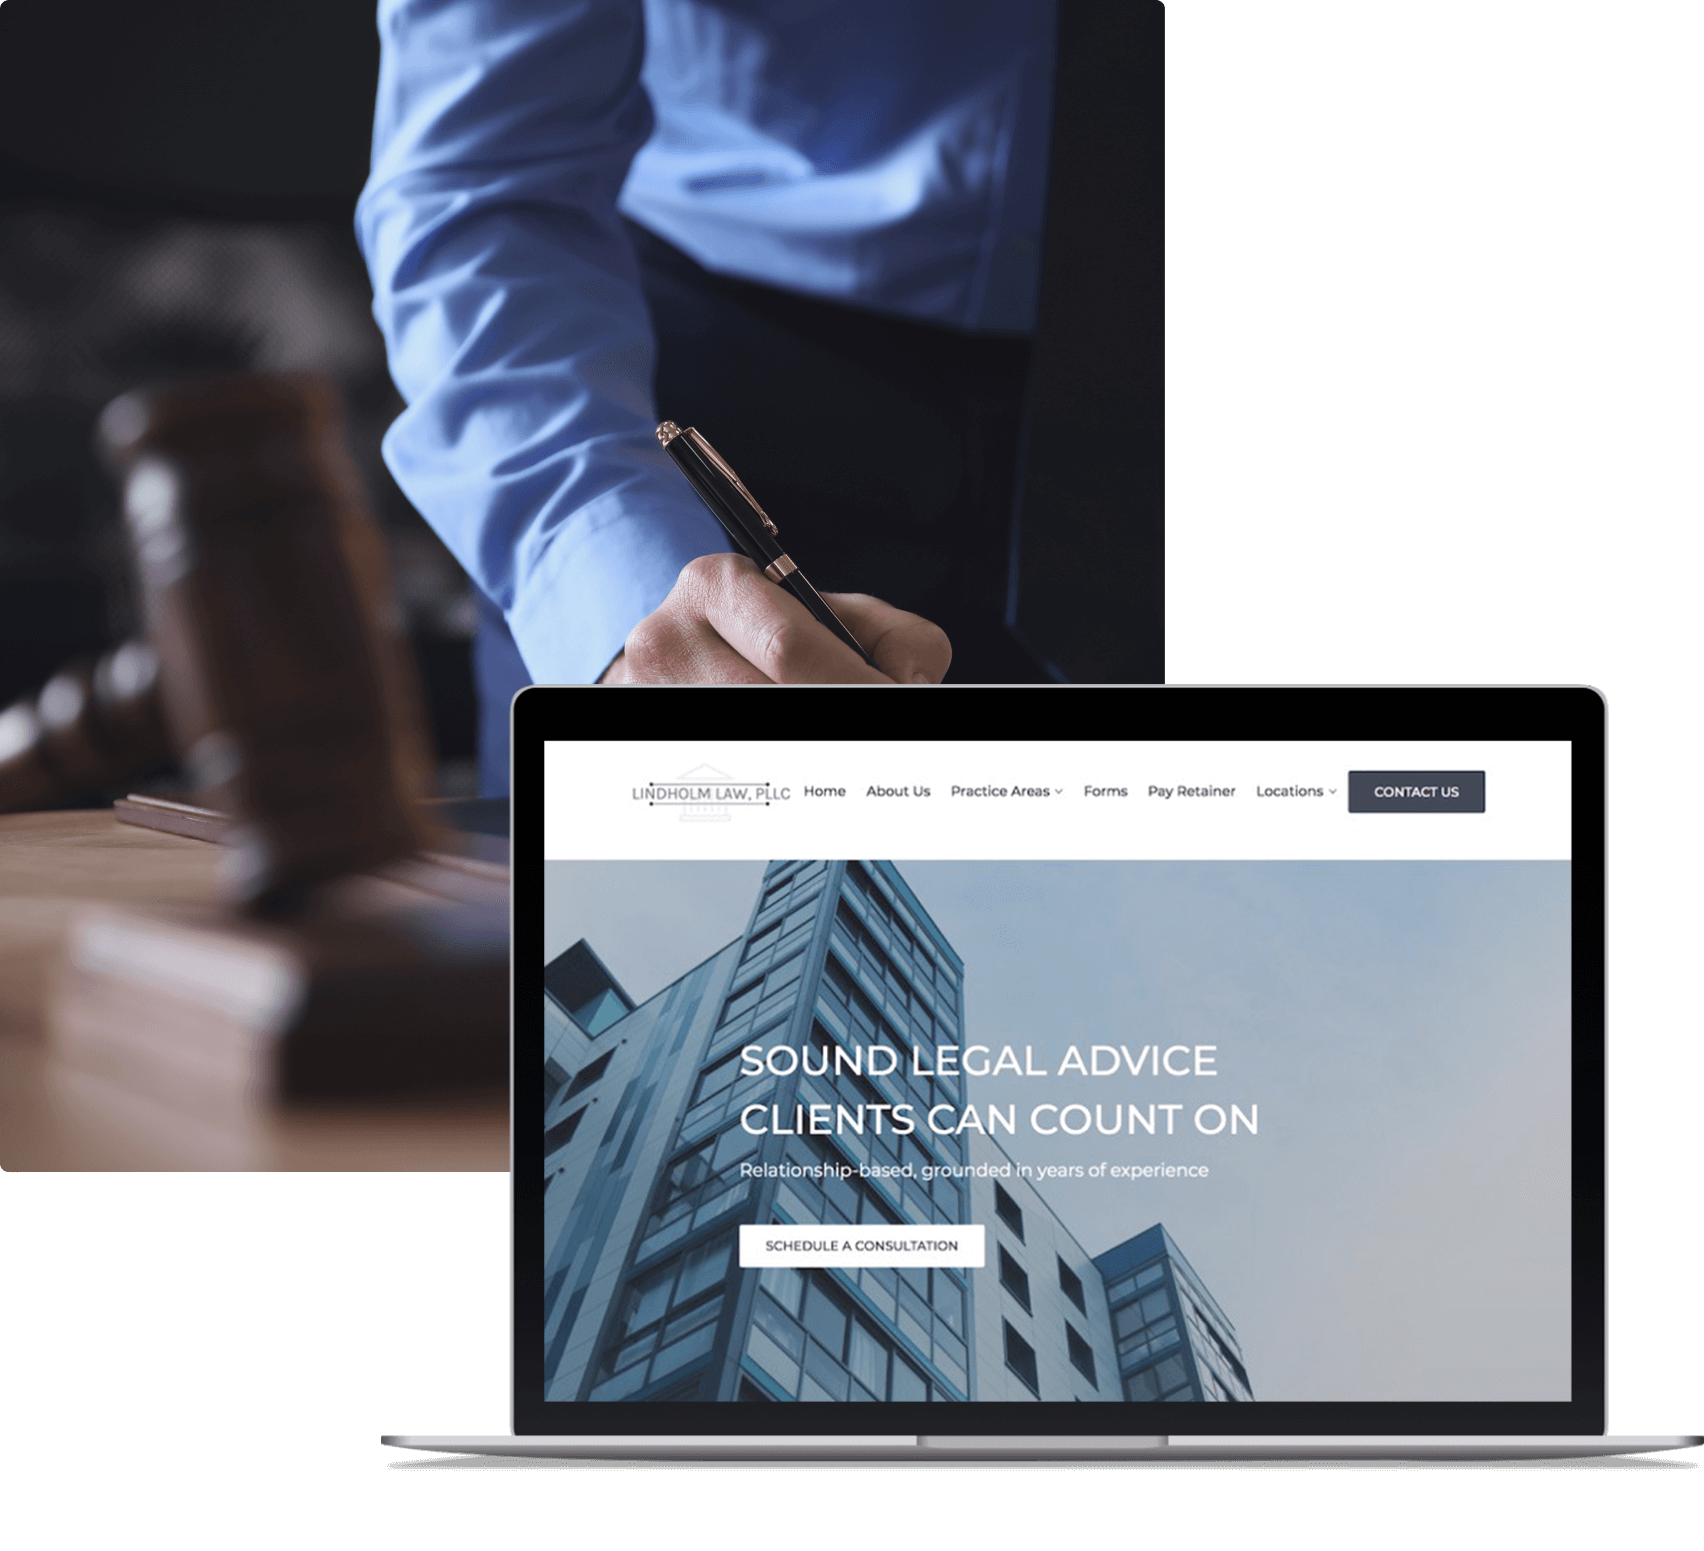 LINDHOLM LAW, PLLC
Home About Us Practice Areas Forms Pay Retainer Locations CONTACT US
SOUND LEGAL ADVICE
CLIENTS CAN COUNT ON
Relationship-based, grounded in years of experience
SCHEDULE A CONSULTATION